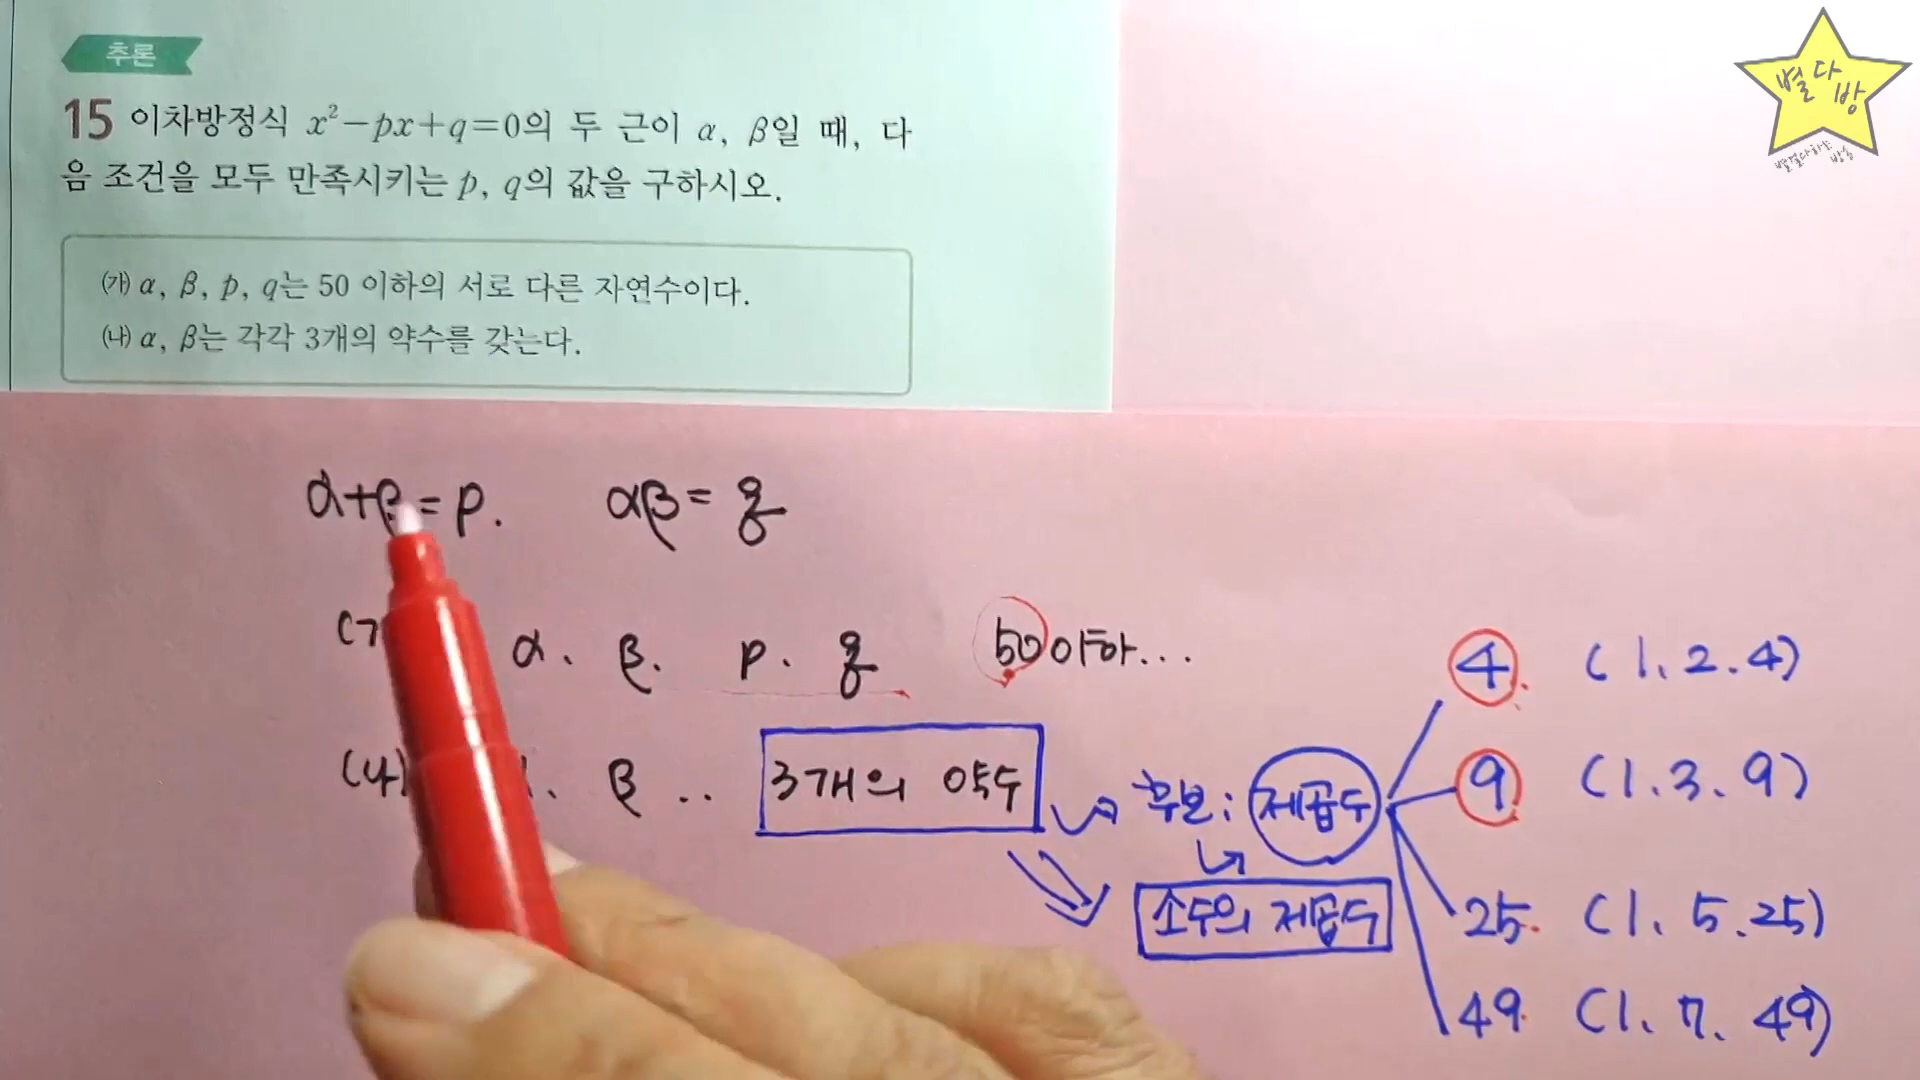 추론
15 이차방정식 x²-px+q=0의 두 근이 α, β일 때, 다
음 조건을 모두 만족시키는 p, q의 값을 구하시오.
㈎ α, β, p, q는 50 이하의 서로 다른 자연수이다.
㈏ α, β는 각각 3개의 약수를 갖는다.
별다방
α+β=p. αβ=q
(ㄱ α. β. p. q 50이하...
(나) . β .. 3개의 약수
후보: 제곱수
소수의 제곱수
4. (1. 2. 4)
9 (1. 3. 9)
25. (1. 5. 25)
49. (1. 7. 49)